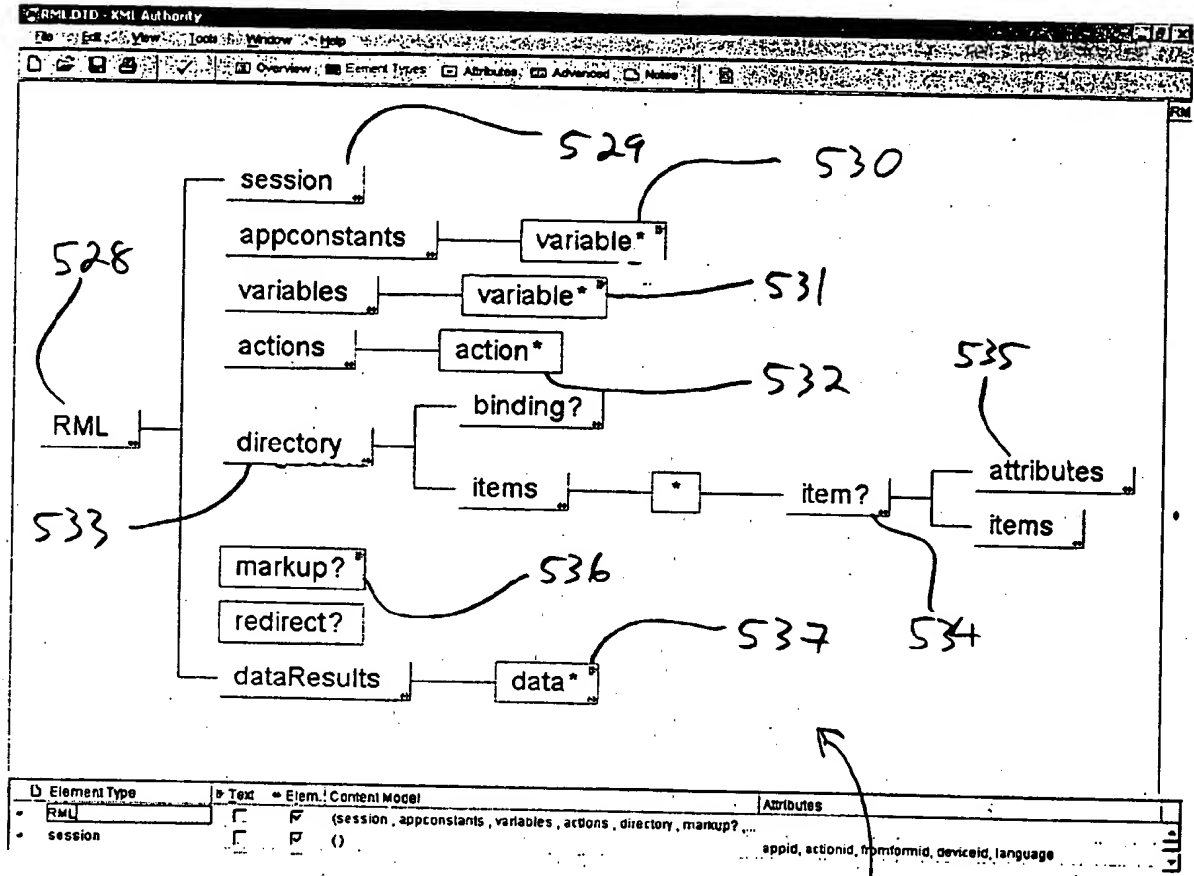 RML.DTD - XML Authority
File Edit View Tools Window Help
Overview Element Types Attributes Advanced Notes
RM
529
530
session
appconstants
variable*
528
variables
variable*
531
actions
action*
535
532
binding?
RML
directory
attributes
items
*
item?
533
items
markup?
536
redirect?
537
534
dataResults
data*
Element Type Text Elem. Content Model Attributes
RML (session , appconstants , variables , actions , directory , markup? ,...
session () appid, actionid, fromformid, deviceid, language